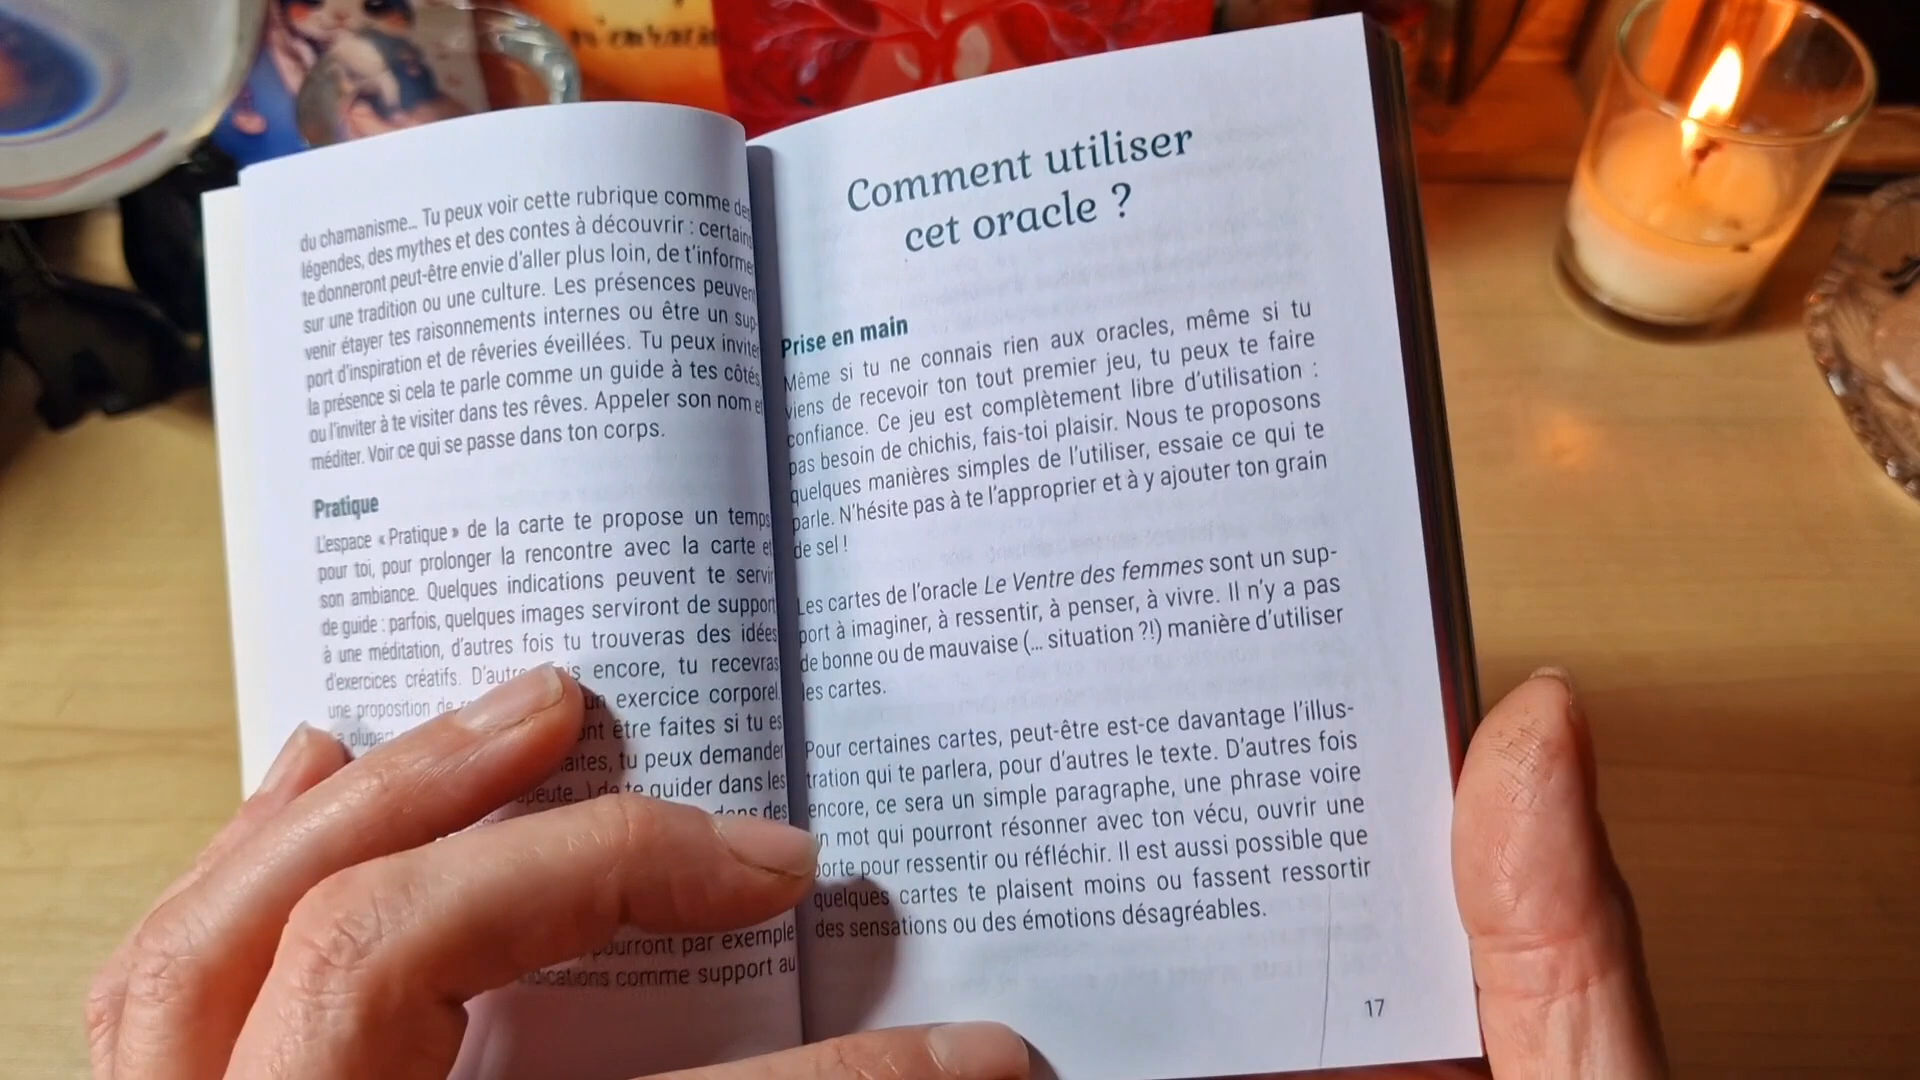 du chamanisme... Tu peux voir cette rubrique comme des
légendes, des mythes et des contes à découvrir : certains
te donneront peut-être envie d'aller plus loin, de t'informer
sur une tradition ou une culture. Les présences peuvent
venir étayer tes raisonnements internes ou être un sup-
port d'inspiration et de rêveries éveillées. Tu peux inviter
la présence si cela te parle comme un guide à tes côtés
ou l'inviter à te visiter dans tes rêves. Appeler son nom et
méditer. Voir ce qui se passe dans ton corps.
Pratique
L'espace « Pratique » de la carte te propose un temps
pour toi, pour prolonger la rencontre avec la carte et
son ambiance. Quelques indications peuvent te servir
de guide : parfois, quelques images serviront de support
à une méditation, d'autres fois tu trouveras des idées
d'exercices créatifs. D'autres encore, tu recevras
une proposition de un exercice corporel.
plupart être faites si tu es
tu peux demander
de te guider dans les
dans des
pourront par exemple
comme support au
Comment utiliser
cet oracle ?
Prise en main
Même si tu ne connais rien aux oracles, même si tu
viens de recevoir ton tout premier jeu, tu peux te faire
confiance. Ce jeu est complètement libre d'utilisation :
pas besoin de chichis, fais-toi plaisir. Nous te proposons
quelques manières simples de l'utiliser, essaie ce qui te
parle. N'hésite pas à te l'approprier et à y ajouter ton grain
de sel !
Les cartes de l'oracle Le Ventre des femmes sont un sup-
port à imaginer, à ressentir, à penser, à vivre. Il n'y a pas
de bonne ou de mauvaise (... situation ?!) manière d'utiliser
les cartes.
Pour certaines cartes, peut-être est-ce davantage l'illus-
tration qui te parlera, pour d'autres le texte. D'autres fois
encore, ce sera un simple paragraphe, une phrase voire
un mot qui pourront résonner avec ton vécu, ouvrir une
porte pour ressentir ou réfléchir. Il est aussi possible que
quelques cartes te plaisent moins ou fassent ressortir
des sensations ou des émotions désagréables.
17